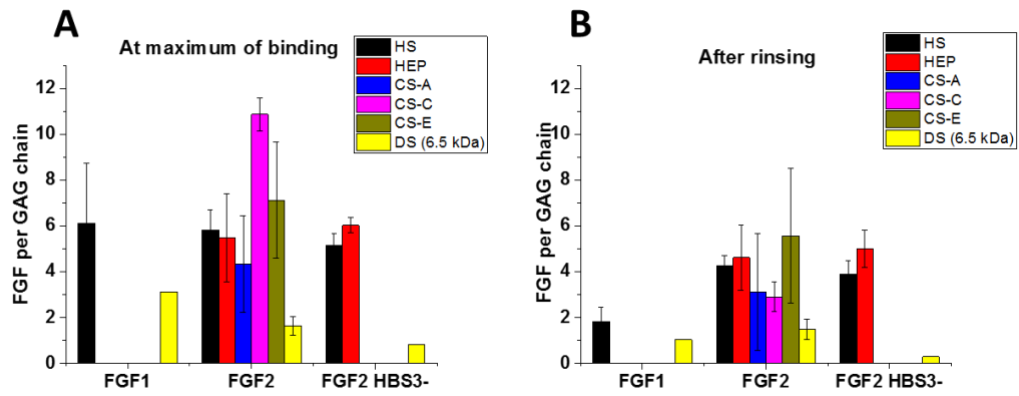 A
At maximum of binding
HS
HEP
CS-A
CS-C
CS-E
DS (6.5 kDa)
FGF per GAG chain
12
10
8
6
4
2
0
FGF1
FGF2
FGF2 HBS3-
B
After rinsing
HS
HEP
CS-A
CS-C
CS-E
DS (6.5 kDa)
FGF per GAG chain
12
10
8
6
4
2
0
FGF1
FGF2
FGF2 HBS3-